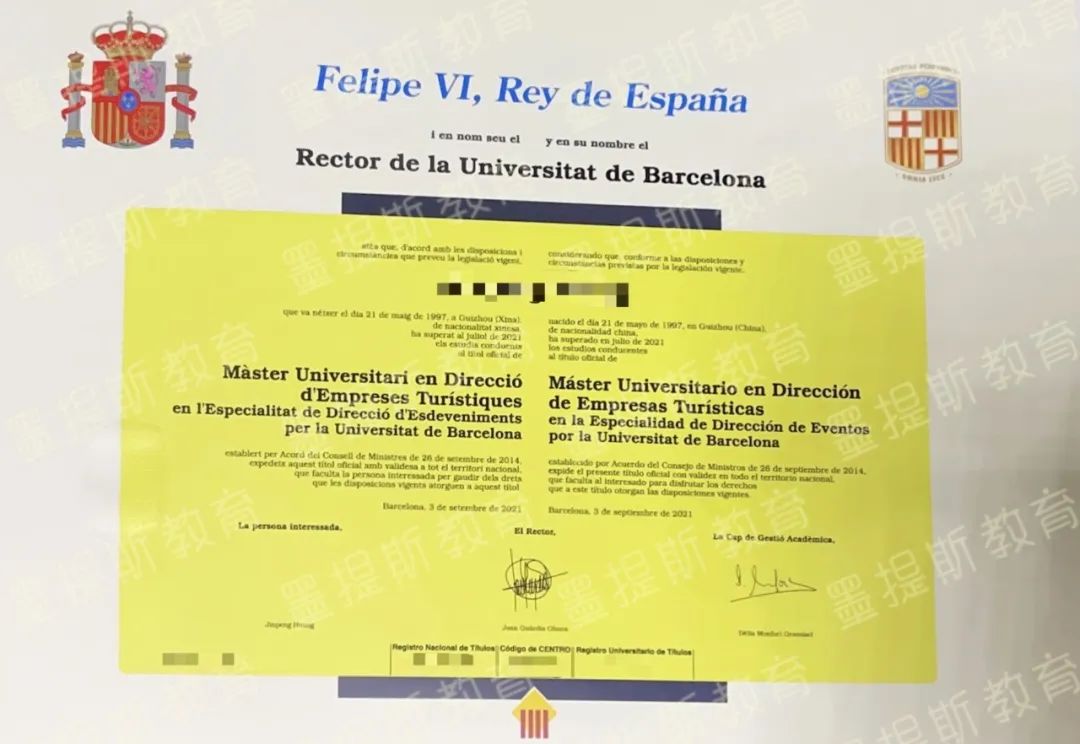 Felipe VI, Rey de España
i en nom seu el
y en su nombre el
Rector de la Universitat de Barcelona
atès que, d'acord amb les disposicions i
circumstàncies que preveu la legislació vigent,
considerando que, conforme a las disposiciones y
circunstancias previstas por la legislación vigente,
que va néixer el dia 21 de maig de 1997, a Guizhou (Xina),
de nacionalitat xinesa,
ha superat al juliol de 2021
els estudis conduents
al títol oficial de
nacido el día 21 de mayo de 1997, en Guizhou (China),
de nacionalidad china,
ha superado en julio de 2021
los estudios conducentes
al título oficial de
Màster Universitari en Direcció
d'Empreses Turístiques
en l'Especialitat de Direcció d'Esdeveniments
per la Universitat de Barcelona
Máster Universitario en Dirección
de Empresas Turísticas
en la Especialidad de Dirección de Eventos
por la Universitat de Barcelona
establert per Acord del Consell de Ministres de 26 de setembre de 2014,
expedeix aquest títol oficial amb validesa a tot el territori nacional,
que faculta la persona interessada per gaudir dels drets
que les disposicions vigents atorguen a aquest títol.
establecido por Acuerdo del Consejo de Ministros de 26 de septiembre de 2014,
expide el presente título oficial con validez en todo el territorio nacional,
que faculta al interesado para disfrutar los derechos
que a este título otorgan las disposiciones vigentes.
Barcelona, 3 de setembre de 2021
Barcelona, 3 de septiembre de 2021
La persona interessada,
El Rector,
La Cap de Gestió Acadèmica,
Joan Guàrdia Olmos
Registro Nacional de Títulos
Código de CENTRO
Registro Universitario de Títulos
墨提斯教育